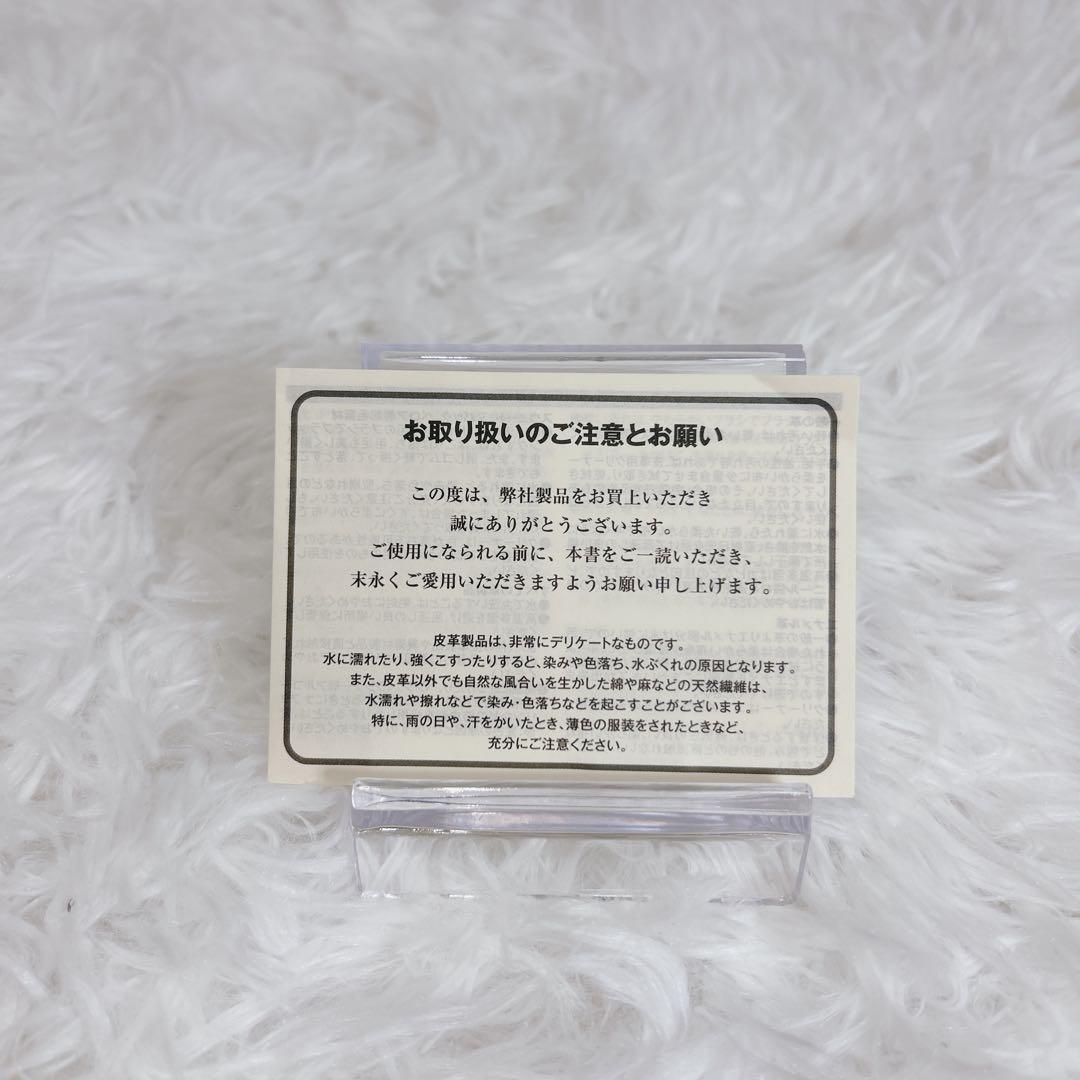 お取り扱いのご注意とお願い
この度は、弊社製品をお買上いただき
誠にありがとうございます。
ご使用になられる前に、本書をご一読いただき、
末永くご愛用いただきますようお願い申し上げます。
皮革製品は、非常にデリケートなものです。
水に濡れたり、強くこすったりすると、染みや色落ち、水ぶくれの原因となります。
また、皮革以外でも自然な風合いを生かした綿や麻などの天然繊維は、
水濡れや擦れなどで染み・色落ちなどを起こすことがございます。
特に、雨の日や、汗をかいたとき、薄色の服装をされたときなど、
充分にご注意ください。